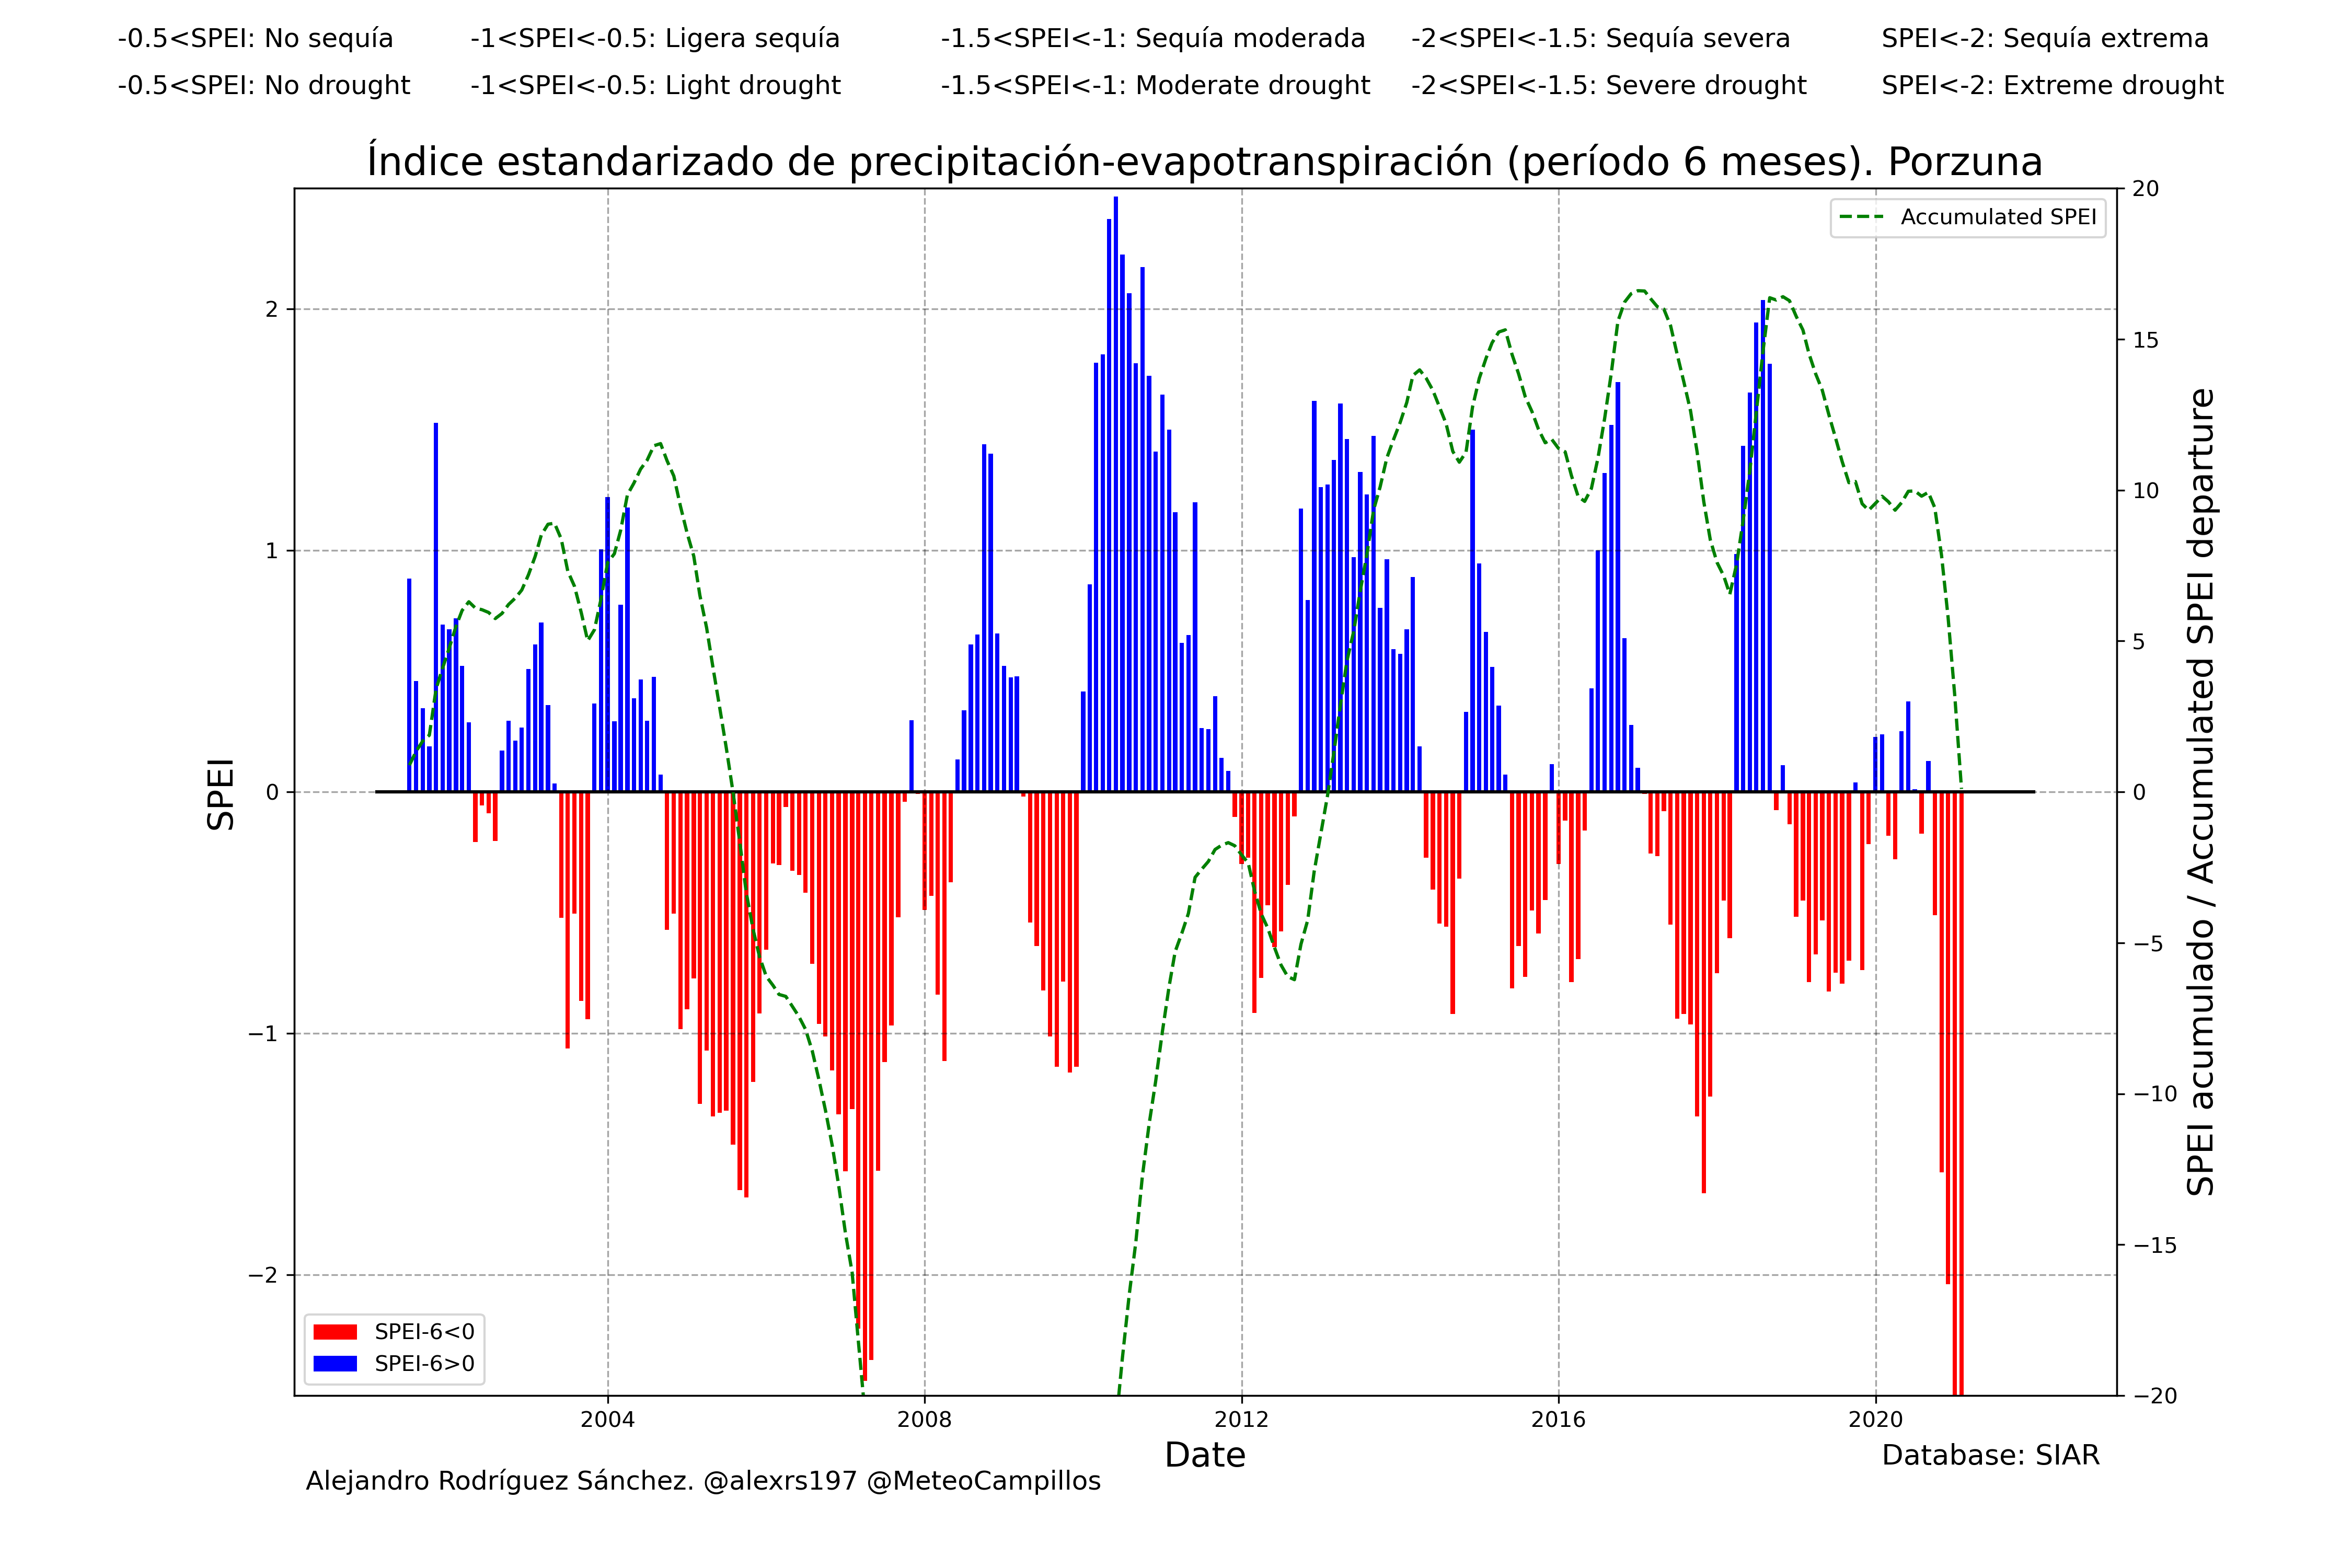 -0.5<SPEI: No sequía -1<SPEI<-0.5: Ligera sequía -1.5<SPEI<-1: Sequía moderada -2<SPEI<-1.5: Sequía severa SPEI<-2: Sequía extrema
-0.5<SPEI: No drought -1<SPEI<-0.5: Light drought -1.5<SPEI<-1: Moderate drought -2<SPEI<-1.5: Severe drought SPEI<-2: Extreme drought
Índice estandarizado de precipitación-evapotranspiración (período 6 meses). Porzuna
Accumulated SPEI
2
1
0
−1
−2
SPEI
20
15
10
5
0
−5
−10
−15
−20
SPEI acumulado / Accumulated SPEI departure
SPEI-6<0
SPEI-6>0
2004 2008 2012 2016 2020
Date
Database: SIAR
Alejandro Rodríguez Sánchez. @alexrs197 @MeteoCampillos